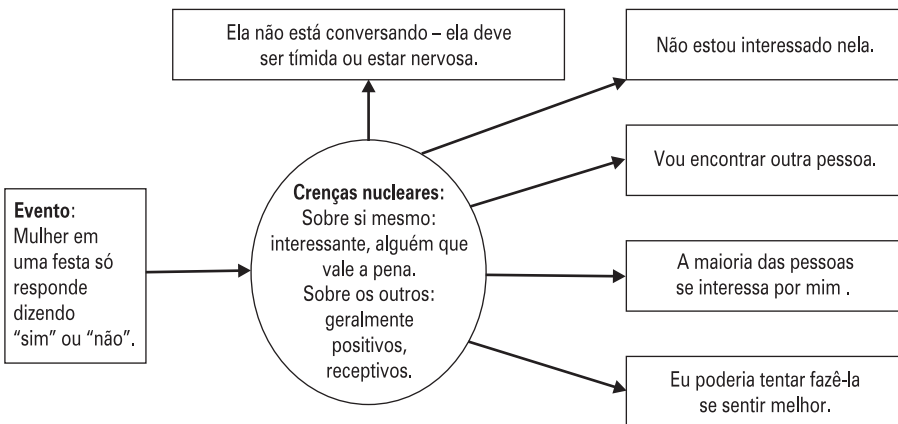 Ela não está conversando – ela deve
ser tímida ou estar nervosa.
Não estou interessado nela.
Vou encontrar outra pessoa.
Evento:
Mulher em
uma festa só
responde
dizendo
“sim” ou “não”.
Crenças nucleares:
Sobre si mesmo:
interessante, alguém que
vale a pena.
Sobre os outros:
geralmente
positivos,
receptivos.
A maioria das pessoas
se interessa por mim .
Eu poderia tentar fazê-la
se sentir melhor.